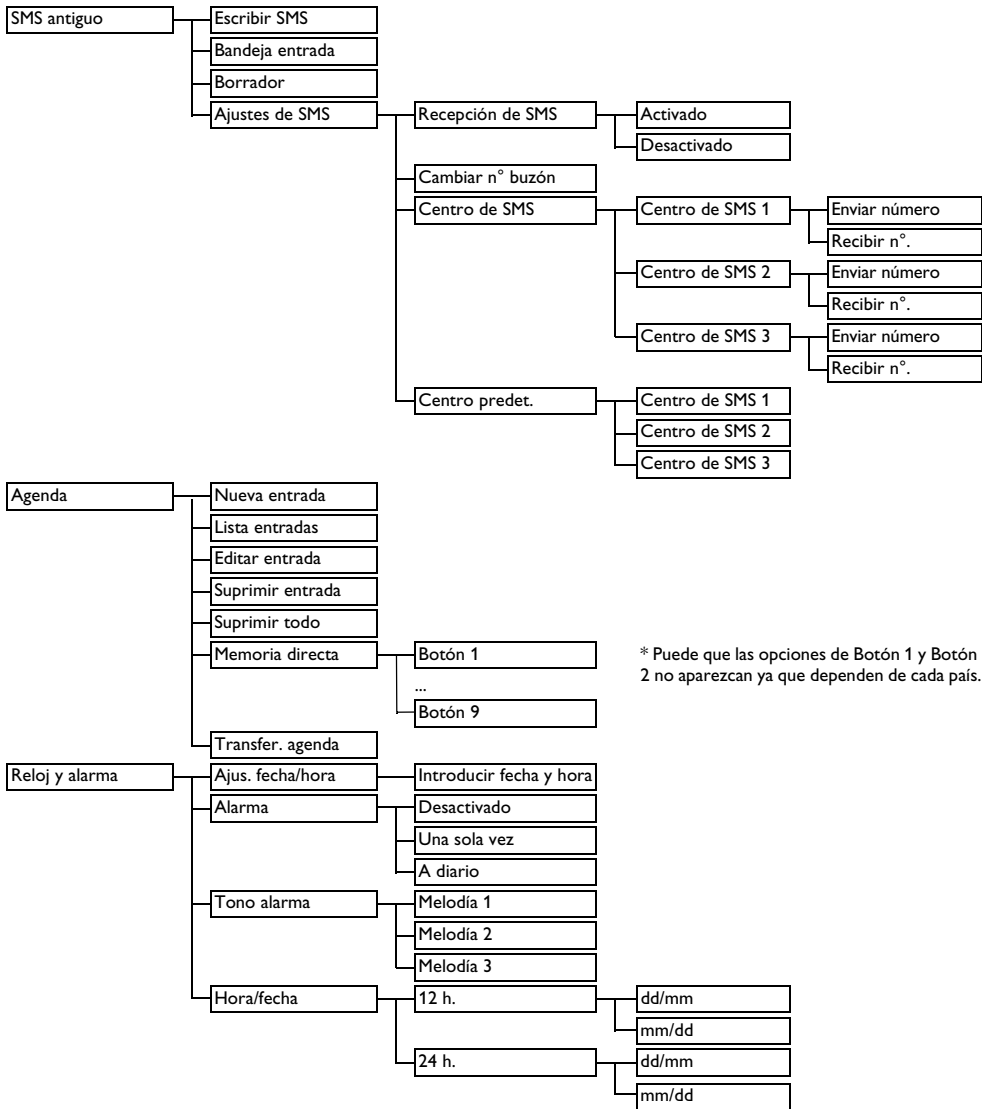 SMS antiguo
Escribir SMS
Bandeja entrada
Borrador
Ajustes de SMS
Recepción de SMS
Activado
Desactivado
Cambiar n° buzón
Centro de SMS
Centro de SMS 1
Enviar número
Recibir n°.
Centro de SMS 2
Enviar número
Recibir n°.
Centro de SMS 3
Enviar número
Recibir n°.
Centro predet.
Centro de SMS 1
Centro de SMS 2
Centro de SMS 3
Agenda
Nueva entrada
Lista entradas
Editar entrada
Suprimir entrada
Suprimir todo
Memoria directa
Botón 1
...
Botón 9
* Puede que las opciones de Botón 1 y Botón
2 no aparezcan ya que dependen de cada país.
Transfer. agenda
Reloj y alarma
Ajus. fecha/hora
Introducir fecha y hora
Alarma
Desactivado
Una sola vez
A diario
Tono alarma
Melodía 1
Melodía 2
Melodía 3
Hora/fecha
12 h.
dd/mm
mm/dd
24 h.
dd/mm
mm/dd